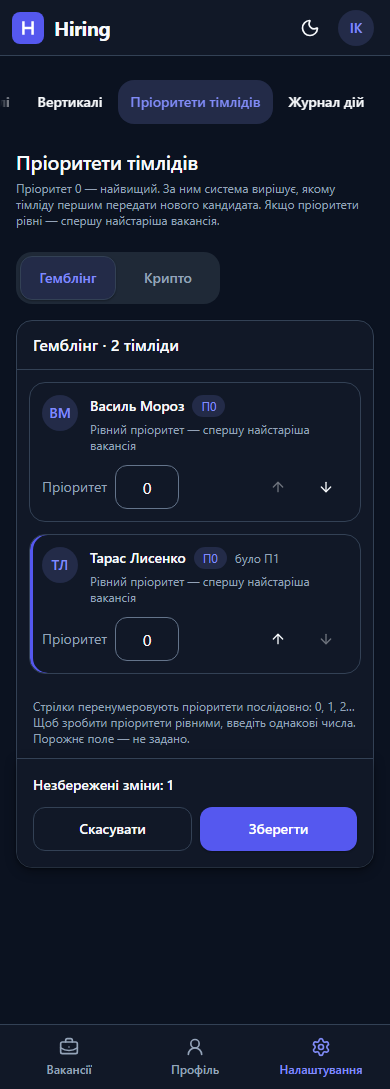 H Hiring IK
лі Вертикалі Пріоритети тімлідів Журнал дій
Пріоритети тімлідів
Пріоритет 0 — найвищий. За ним система вирішує, якому
тімліду першим передати нового кандидата. Якщо пріоритети
рівні — спершу найстаріша вакансія.
Гемблінг Крипто
Гемблінг · 2 тімліди
ВМ Василь Мороз П0
Рівний пріоритет — спершу найстаріша
вакансія
Пріоритет 0
ТЛ Тарас Лисенко П0 було П1
Рівний пріоритет — спершу найстаріша
вакансія
Пріоритет 0
Стрілки перенумеровують пріоритети послідовно: 0, 1, 2…
Щоб зробити пріоритети рівними, введіть однакові числа.
Порожнє поле — не задано.
Незбережені зміни: 1
Скасувати Зберегти
Вакансії Профіль Налаштування